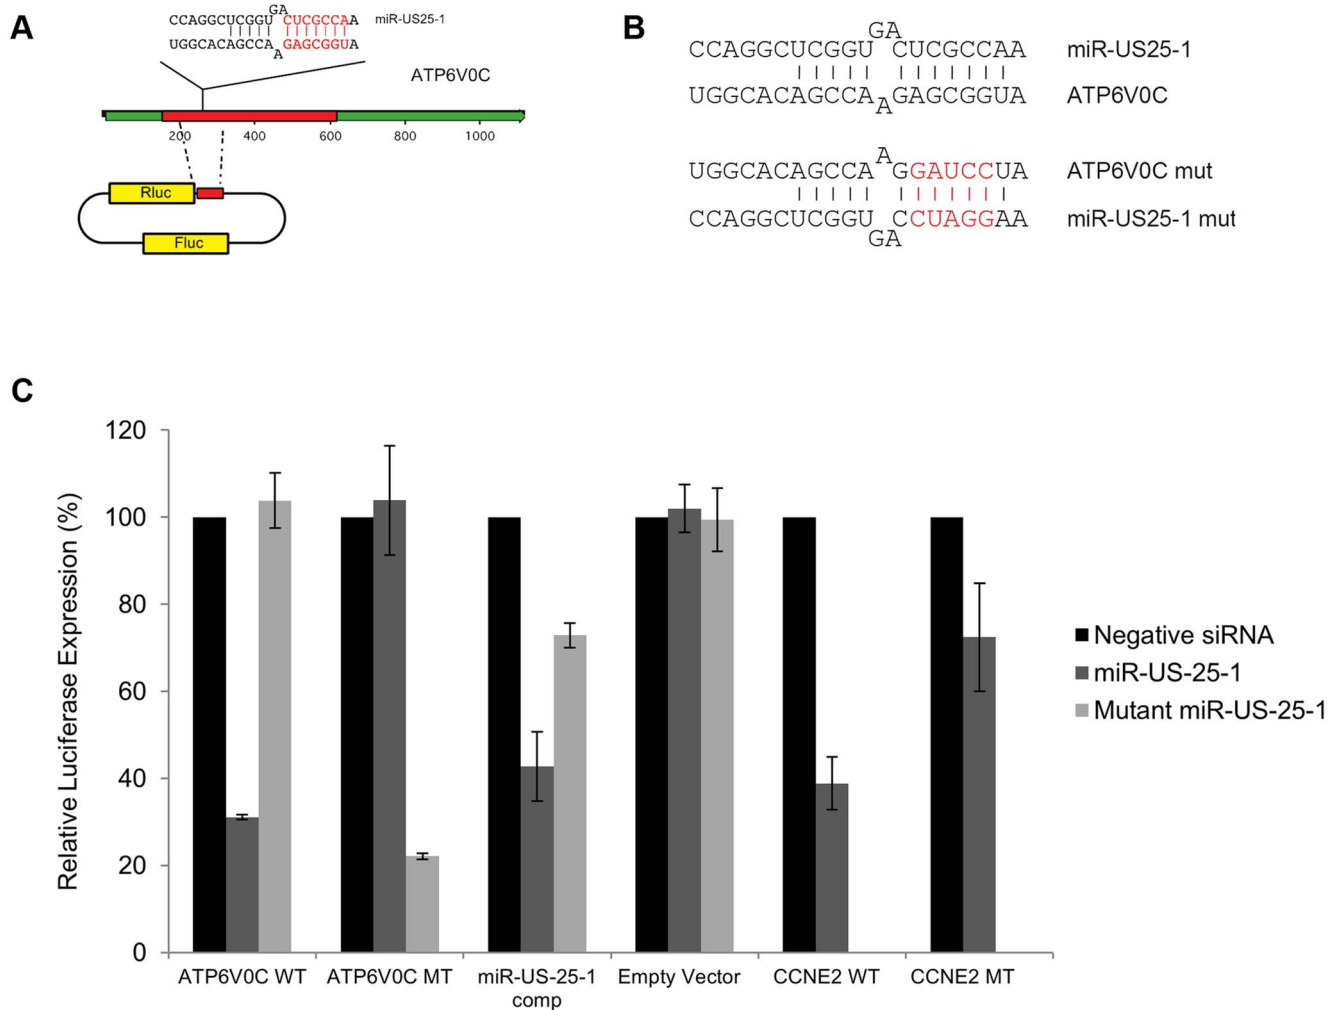 A
GA
CCAGGCUCGGU CUCGCCAA miR-US25-1
UGGCACAGCCA GAGCGGUA
A
ATP6V0C
200 400 600 800 1000
Rluc
Fluc
B
GA
CCAGGCUCGGU CUCGCCAA miR-US25-1
UGGCACAGCCA GAGCGGUA ATP6V0C
A
A
UGGCACAGCCA GGAUCCUA ATP6V0C mut
CCAGGCUCGGU CCUAGGAA miR-US25-1 mut
GA
C
Relative Luciferase Expression (%)
120
100
80
60
40
20
0
ATP6V0C WT
ATP6V0C MT
miR-US-25-1
comp
Empty Vector
CCNE2 WT
CCNE2 MT
Negative siRNA
miR-US-25-1
Mutant miR-US-25-1